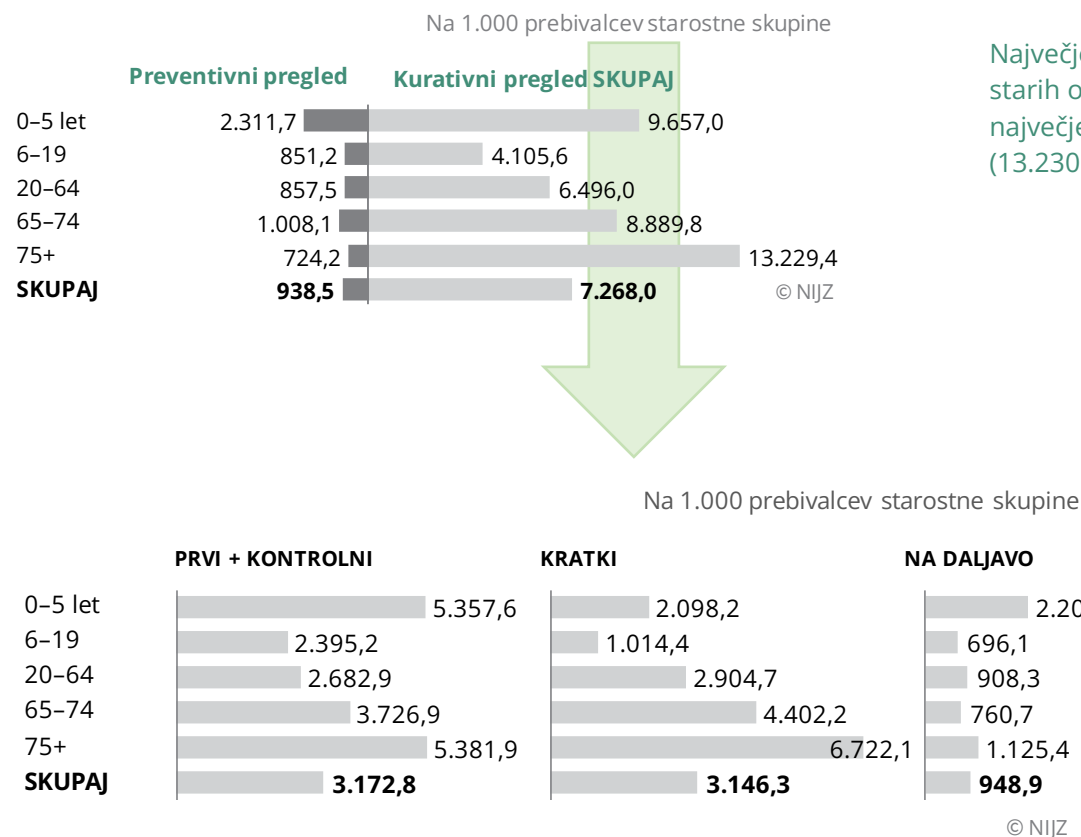 Na 1.000 prebivalcev starostne skupine
Največje
starih o
največje
(13.230
Preventivni pregled Kurativni pregled SKUPAJ
0–5 let 2.311,7 9.657,0
6–19 851,2 4.105,6
20–64 857,5 6.496,0
65–74 1.008,1 8.889,8
75+ 724,2 13.229,4
SKUPAJ 938,5 7.268,0
© NIJZ
Na 1.000 prebivalcev starostne skupine
PRVI + KONTROLNI KRATKI NA DALJAVO
0–5 let 5.357,6 2.098,2 2.20
6–19 2.395,2 1.014,4 696,1
20–64 2.682,9 2.904,7 908,3
65–74 3.726,9 4.402,2 760,7
75+ 5.381,9 6.722,1 1.125,4
SKUPAJ 3.172,8 3.146,3 948,9
© NIJZ